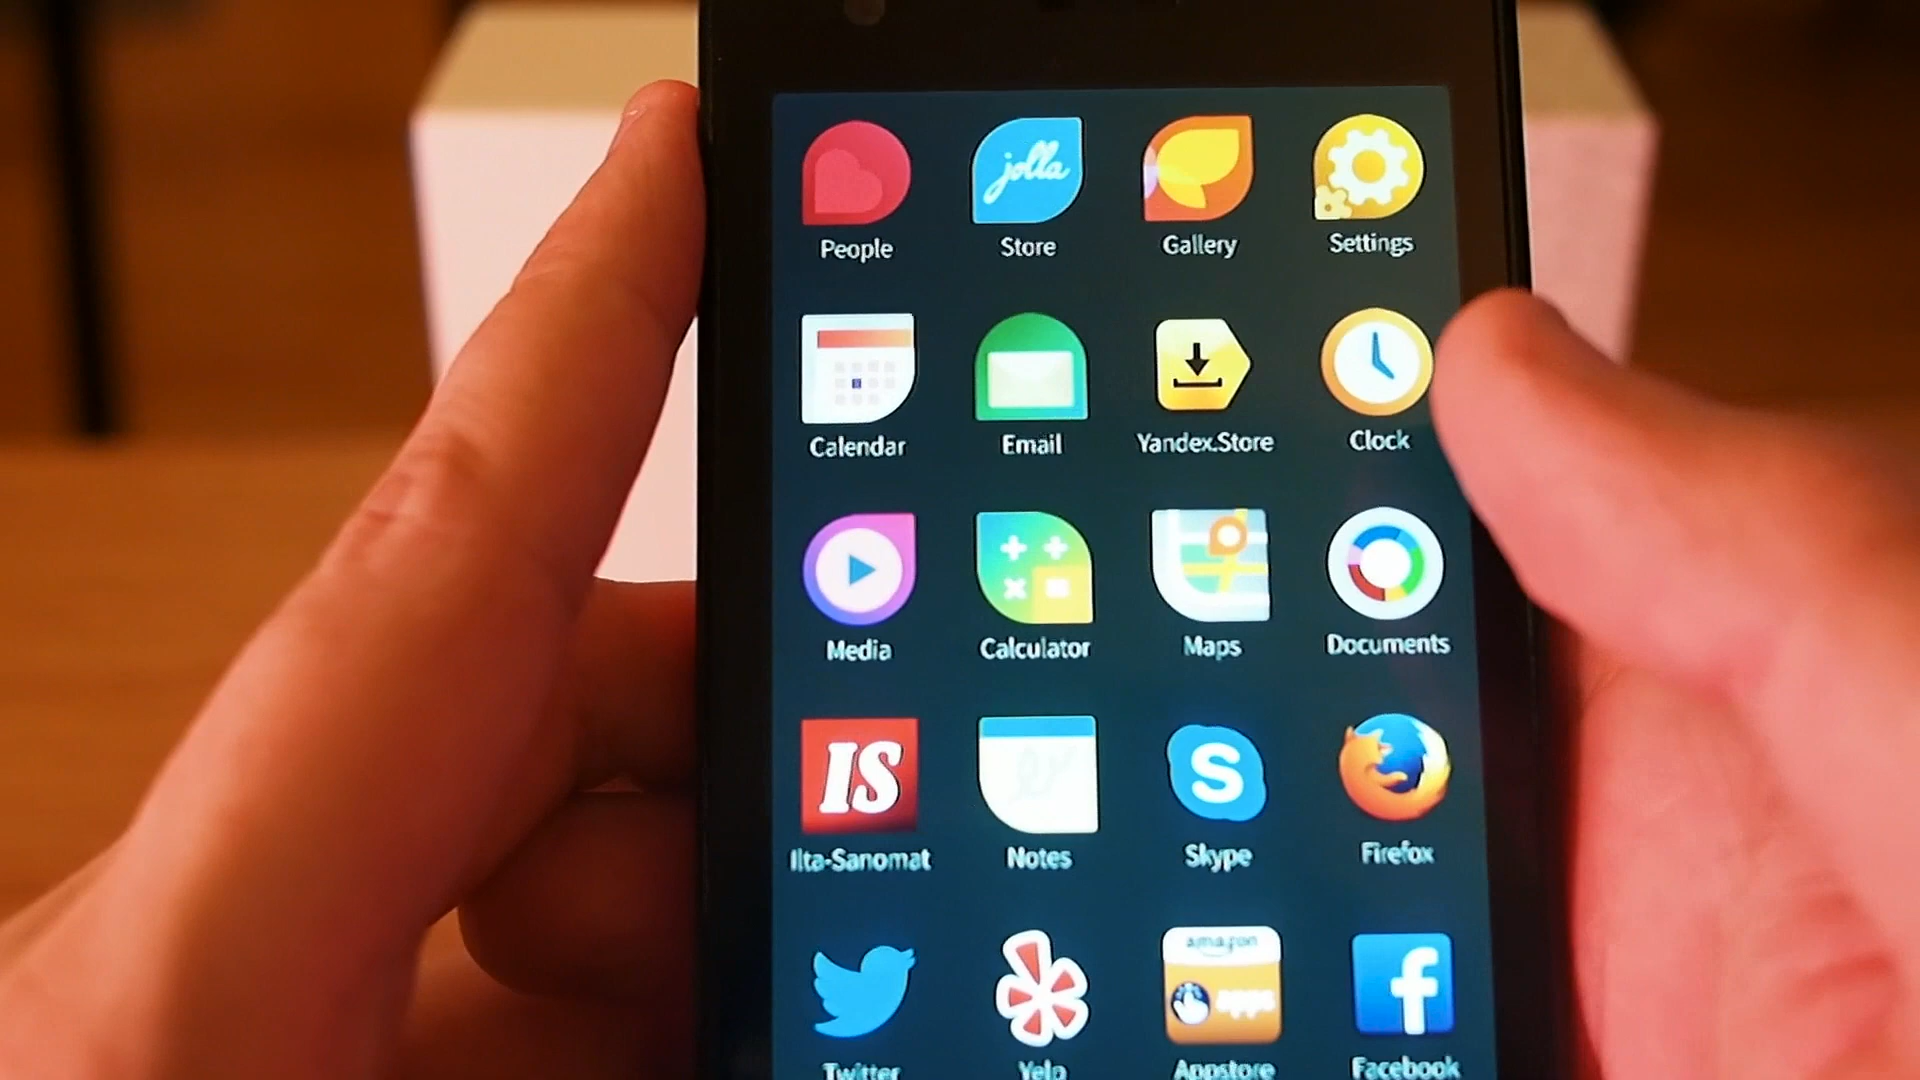 jolla
People Store Gallery Settings
Calendar Email Yandex.Store Clock
Media Calculator Maps Documents
IS
S
Ilta-Sanomat Notes Skype Firefox
amazon
apps
f
Twitter Yelp Appstore Facebook